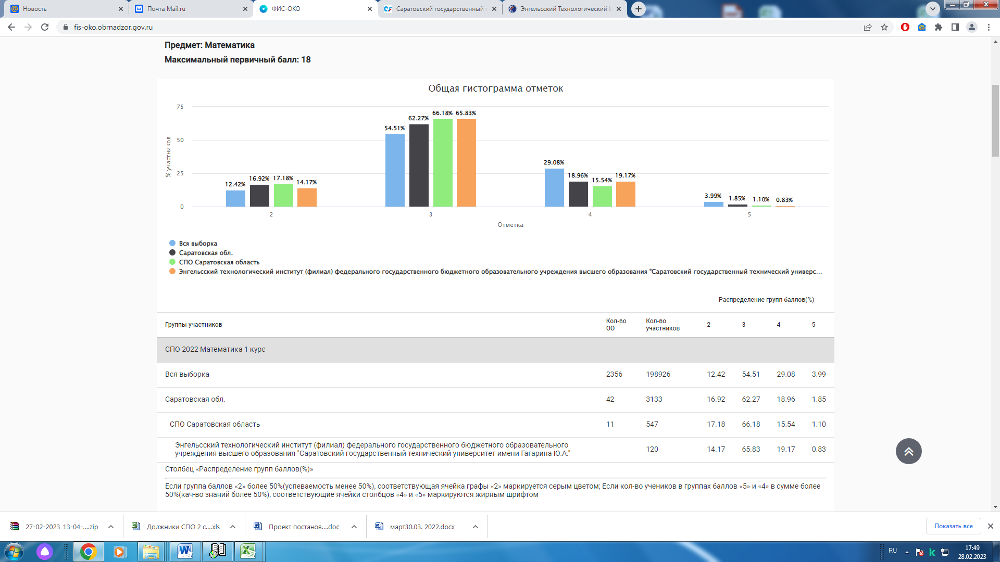 Новость
Почта Mail.ru
ФИС-ОКО
Саратовский государственный
Энгельсский Технологический
fis-oko.obrnadzor.gov.ru
Предмет: Математика
Максимальный первичный балл: 18
Общая гистограмма отметок
75
50
25
0
% участников
12.42%
16.92%
17.18%
14.17%
54.51%
62.27%
66.18%
65.83%
29.08%
18.96%
15.54%
19.17%
3.99%
1.85%
1.10%
0.83%
2
3
4
5
Отметка
Вся выборка
Саратовская обл.
СПО Саратовская область
Энгельсский технологический институт (филиал) федерального государственного бюджетного образовательного учреждения высшего образования "Саратовский государственный технический универс...
Распределение групп баллов(%)
Группы участников
Кол-во ОО
Кол-во участников
2 3 4 5
СПО 2022 Математика 1 курс
Вся выборка 2356 198926 12.42 54.51 29.08 3.99
Саратовская обл. 42 3133 16.92 62.27 18.96 1.85
СПО Саратовская область 11 547 17.18 66.18 15.54 1.10
Энгельсский технологический институт (филиал) федерального государственного бюджетного образовательного
учреждения высшего образования "Саратовский государственный технический университет имени Гагарина Ю.А."
120 14.17 65.83 19.17 0.83
Столбец «Распределение групп баллов(%)»
Если группа баллов «2» более 50%(успеваемость менее 50%), соответствующая ячейка графы «2» маркируется серым цветом; Если кол-во учеников в группах баллов «5» и «4» в сумме более
50%(кач-во знаний более 50%), соответствующие ячейки столбцов «4» и «5» маркируются жирным шрифтом
27-02-2023_13-04-....zip
Должники СПО 2 с....xls
Проект постанов....doc
март30.03. 2022.docx
Показать все
RU
17:49
28.02.2023